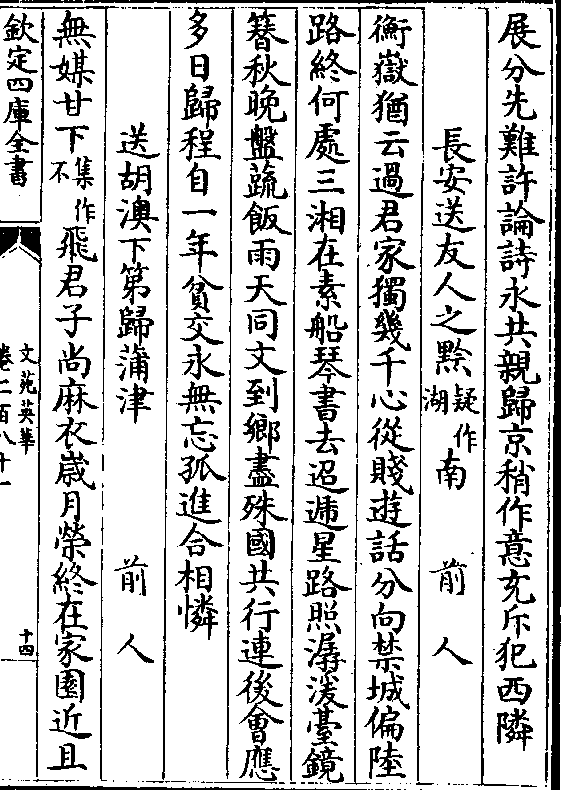 展分先難許論詩永共親歸京稍作意充斥犯西隣
長安送友人之黔疑作湖南 前人
衡嶽猶云過君家獨幾千心從賤遊話分向禁城偏陸
路終何處三湘在素船琴書去迢遞星路照潺湲臺鏡
簪秋晚盤蔬飯雨天同文到鄉盡殊國共行連後會應
多日歸程自一年貧交永無忘孤進合相憐
送胡澳下第歸蒲津 前人
無媒甘下集作不飛君子尚麻衣嵗月榮終在家園近且
欽定四庫全書
文苑英華
卷二百八十一
十四